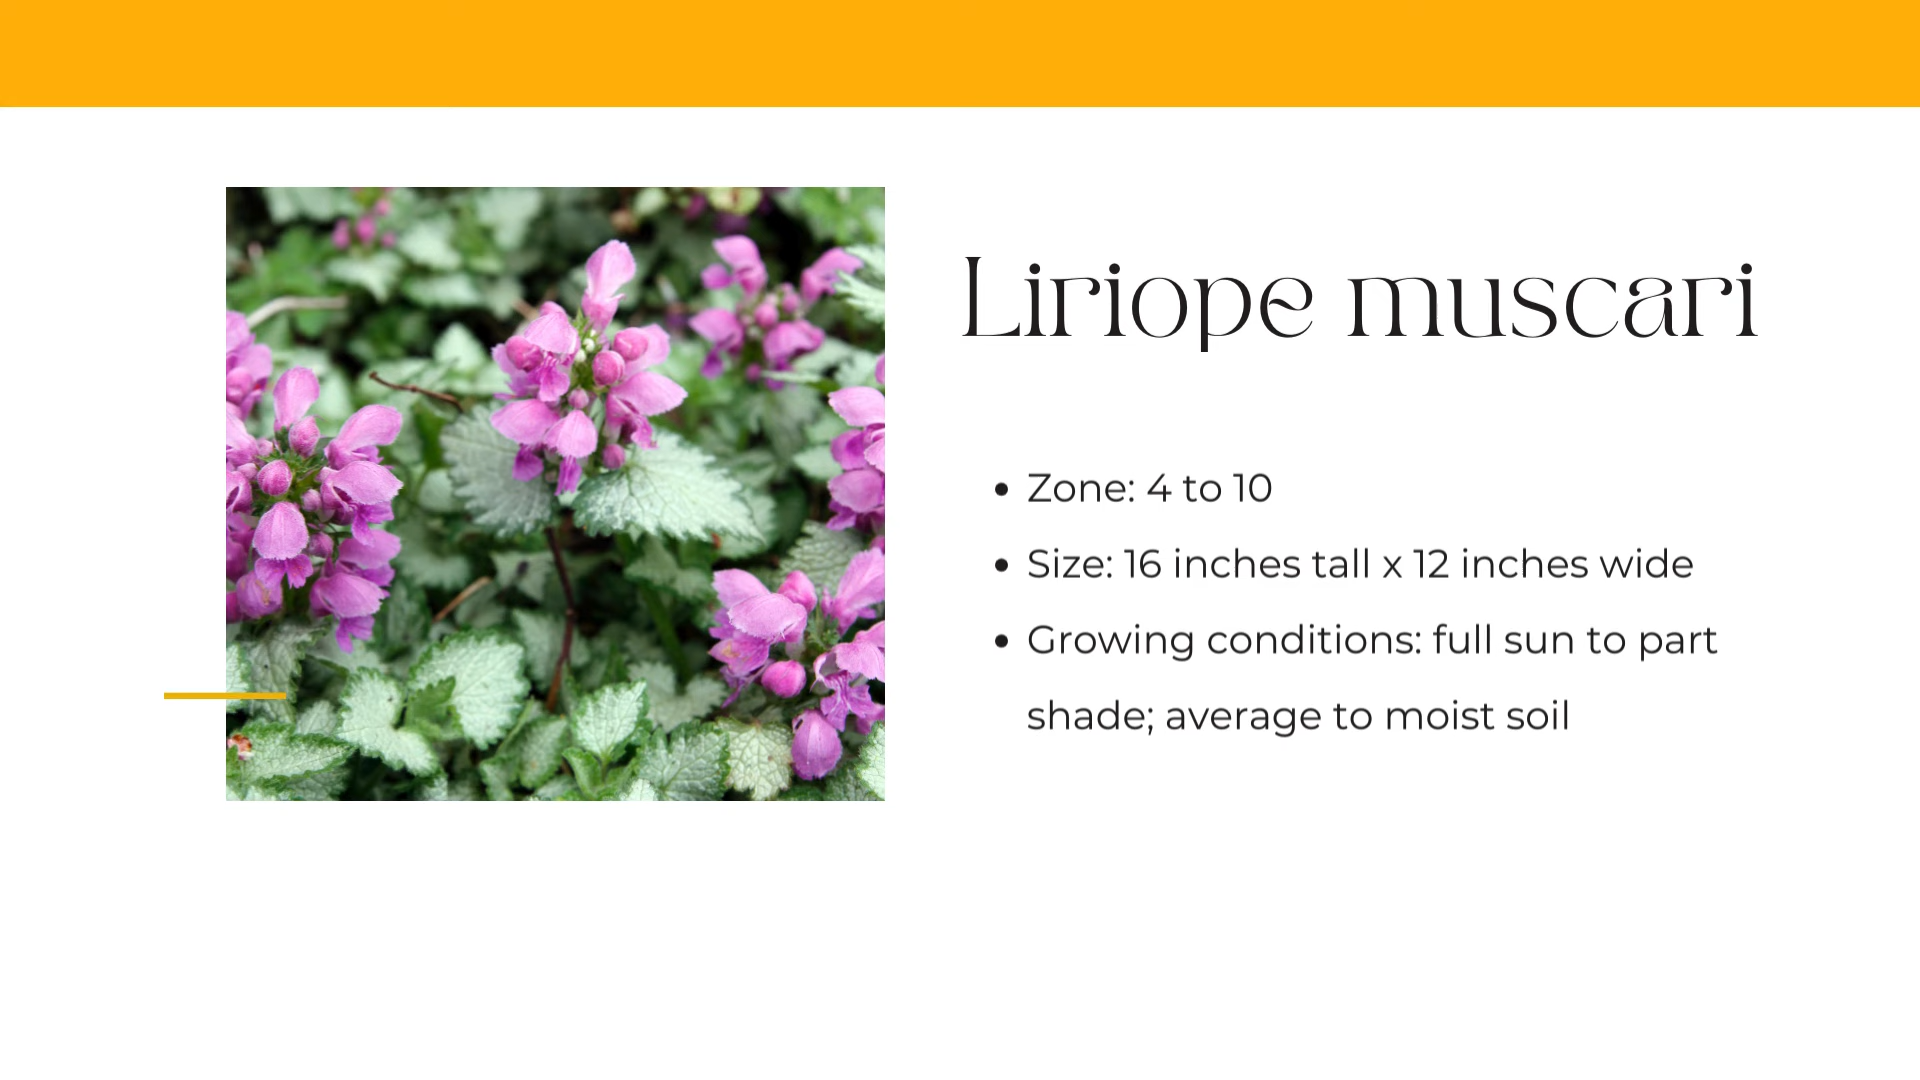 Liriope muscari
• Zone: 4 to 10
• Size: 16 inches tall x 12 inches wide
• Growing conditions: full sun to part
shade; average to moist soil